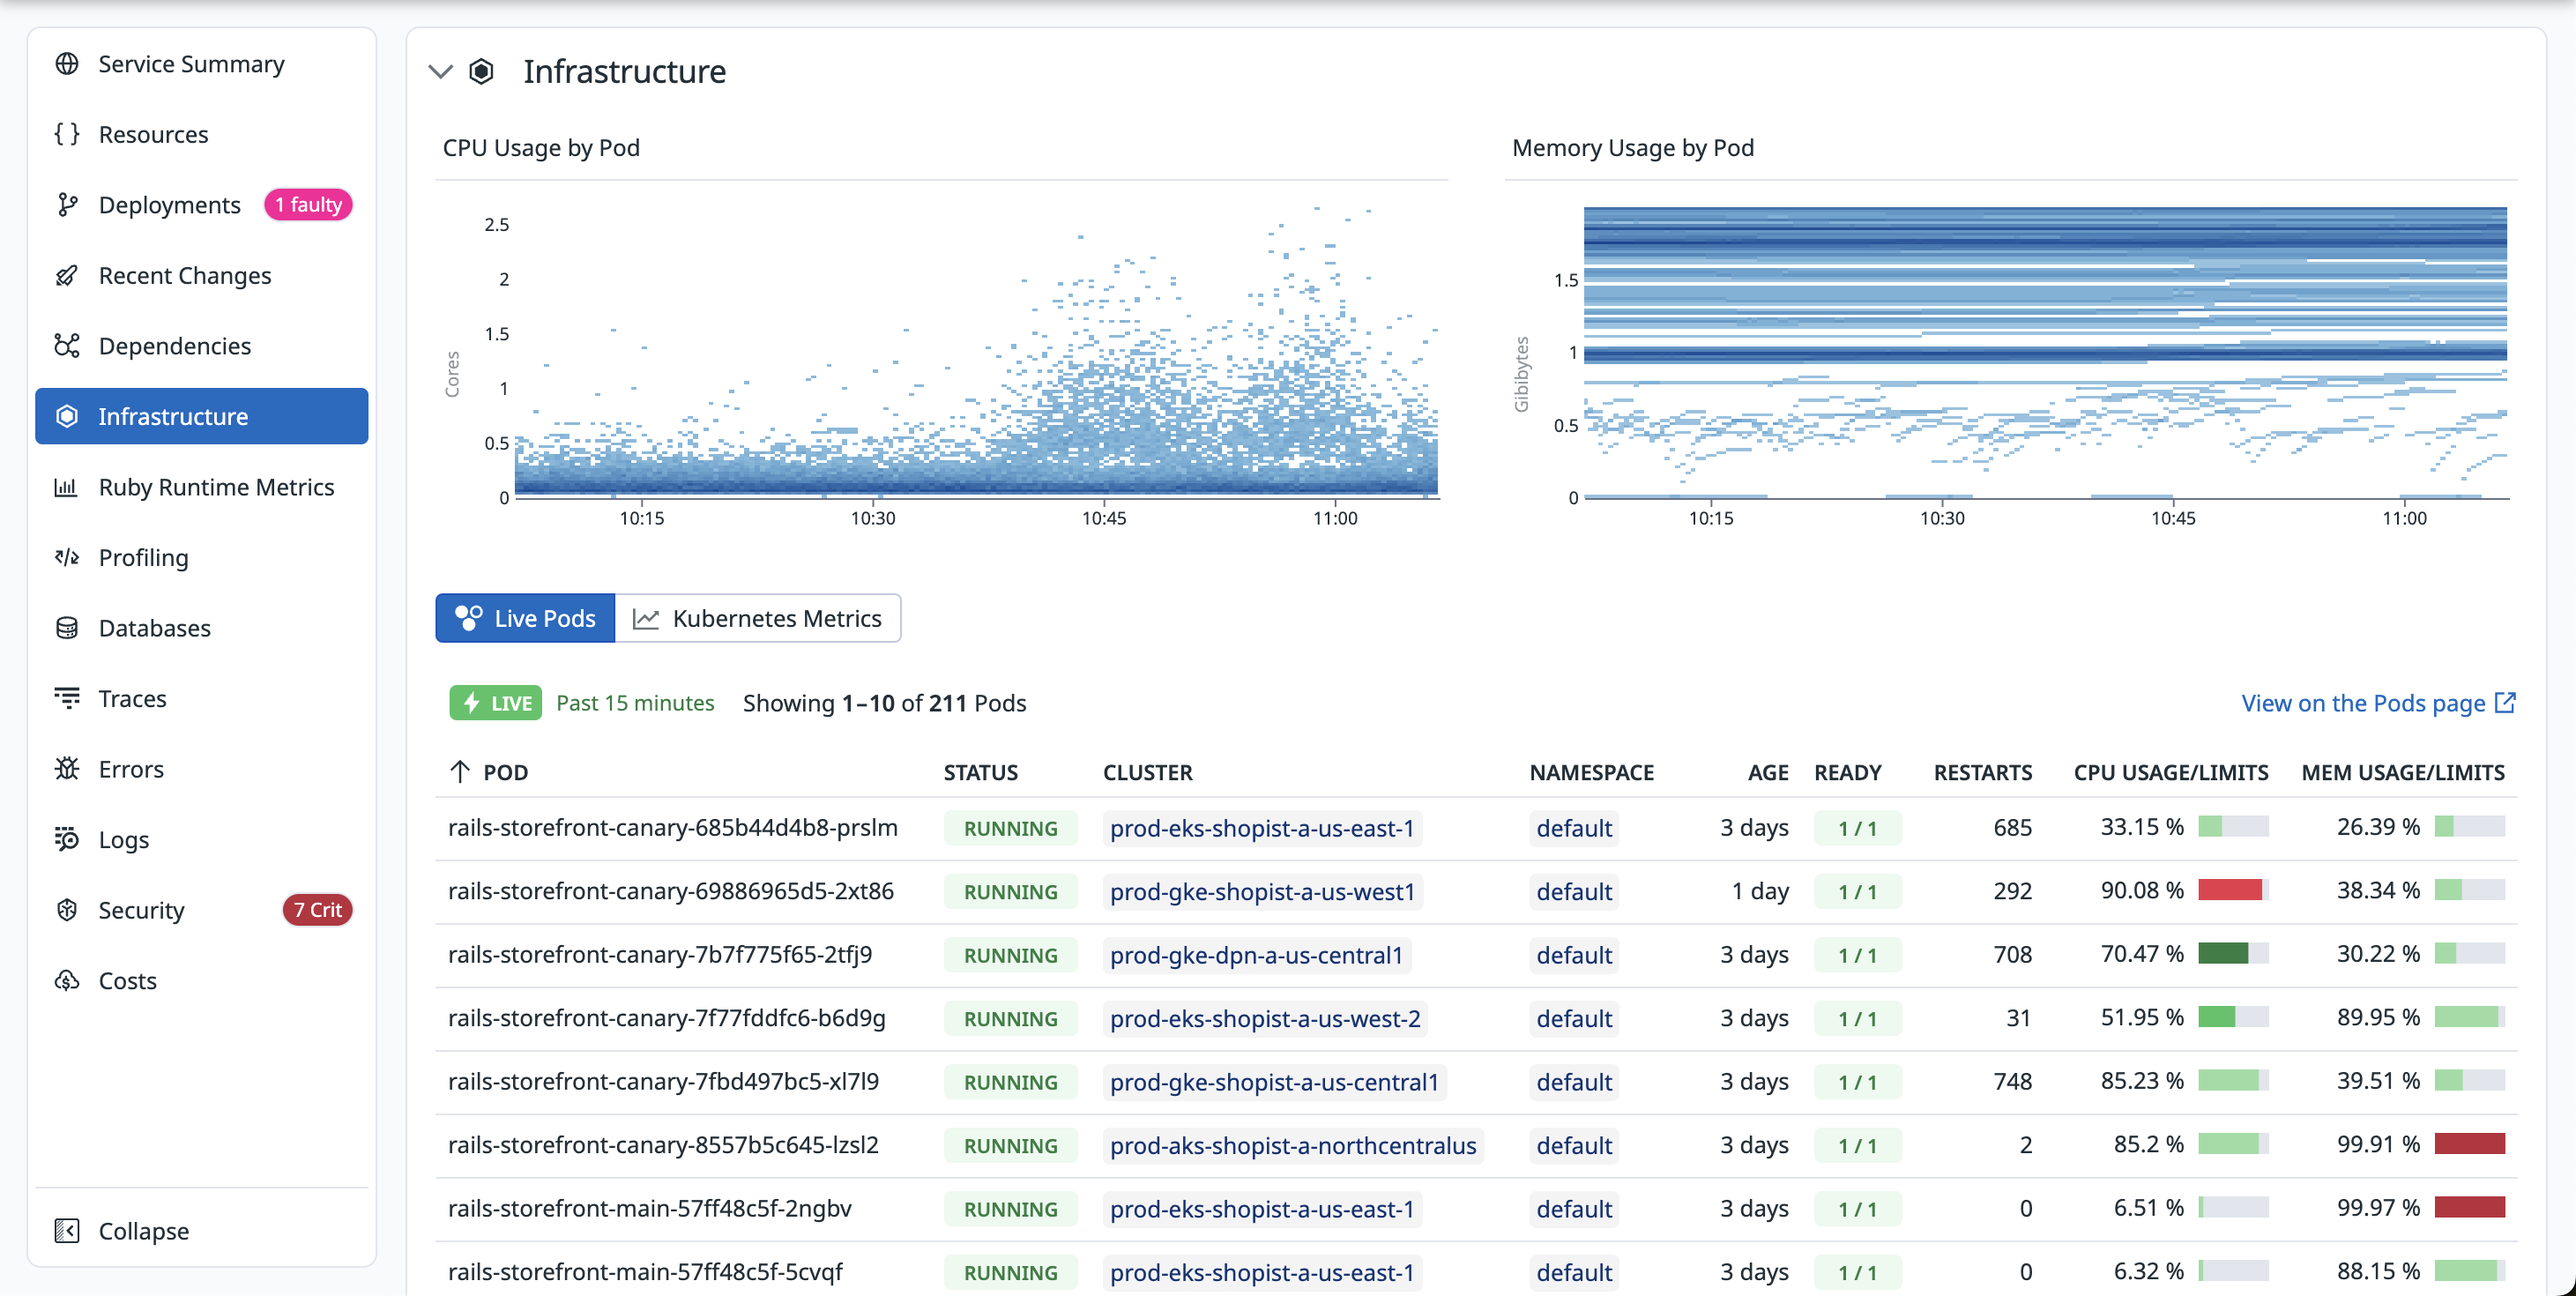 Service Summary
Resources
Deployments 1 faulty
Recent Changes
Dependencies
Infrastructure
Ruby Runtime Metrics
Profiling
Databases
Traces
Errors
Logs
Security 7 Crit
Costs
Collapse
Infrastructure
CPU Usage by Pod
Cores
2.5
2
1.5
1
0.5
0
10:15 10:30 10:45 11:00
Memory Usage by Pod
Gibibytes
1.5
1
0.5
0
10:15 10:30 10:45 11:00
Live Pods Kubernetes Metrics
LIVE Past 15 minutes Showing 1–10 of 211 Pods View on the Pods page
POD STATUS CLUSTER NAMESPACE AGE READY RESTARTS CPU USAGE/LIMITS MEM USAGE/LIMITS
rails-storefront-canary-685b44d4b8-prslm RUNNING prod-eks-shopist-a-us-east-1 default 3 days 1 / 1 685 33.15 % 26.39 %
rails-storefront-canary-69886965d5-2xt86 RUNNING prod-gke-shopist-a-us-west1 default 1 day 1 / 1 292 90.08 % 38.34 %
rails-storefront-canary-7b7f775f65-2tfj9 RUNNING prod-gke-dpn-a-us-central1 default 3 days 1 / 1 708 70.47 % 30.22 %
rails-storefront-canary-7f77fddfc6-b6d9g RUNNING prod-eks-shopist-a-us-west-2 default 3 days 1 / 1 31 51.95 % 89.95 %
rails-storefront-canary-7fbd497bc5-xl7l9 RUNNING prod-gke-shopist-a-us-central1 default 3 days 1 / 1 748 85.23 % 39.51 %
rails-storefront-canary-8557b5c645-lzsl2 RUNNING prod-aks-shopist-a-northcentralus default 3 days 1 / 1 2 85.2 % 99.91 %
rails-storefront-main-57ff48c5f-2ngbv RUNNING prod-eks-shopist-a-us-east-1 default 3 days 1 / 1 0 6.51 % 99.97 %
rails-storefront-main-57ff48c5f-5cvqf RUNNING prod-eks-shopist-a-us-east-1 default 3 days 1 / 1 0 6.32 % 88.15 %